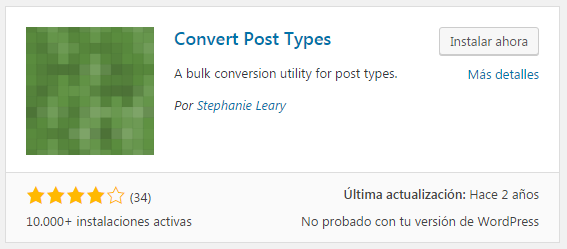 Convert Post Types
Instalar ahora
A bulk conversion utility for post types.
Más detalles
Por Stephanie Leary
(34)
Última actualización: Hace 2 años
10.000+ instalaciones activas
No probado con tu versión de WordPress